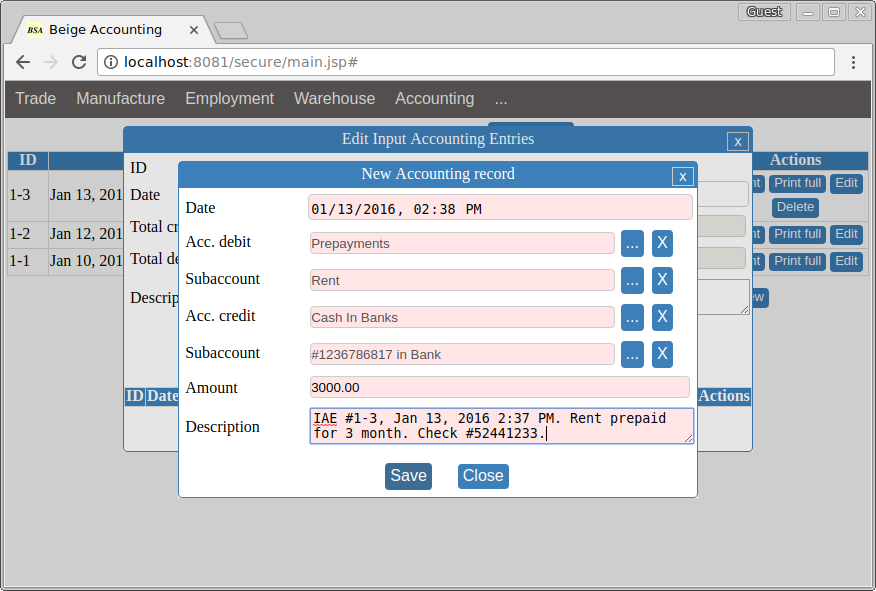 Guest
BSA Beige Accounting
localhost:8081/secure/main.jsp#
Trade Manufacture Employment Warehouse Accounting ...
Edit Input Accounting Entries x
ID Actions
ID
New Accounting record x
1-3 Jan 13, 201 Date Print full Edit
Delete
Date 01/13/2016, 02:38 PM
1-2 Jan 12, 201 Total cr Print full Edit
Acc. debit Prepayments ... X
1-1 Jan 10, 201 Total de Print full Edit
Subaccount Rent ... X
Descrip
Acc. credit Cash In Banks ... X
Subaccount #1236786817 in Bank ... X
ID Date Actions
Amount 3000.00
Description IAE #1-3, Jan 13, 2016 2:37 PM. Rent prepaid
for 3 month. Check #52441233.
Save Close